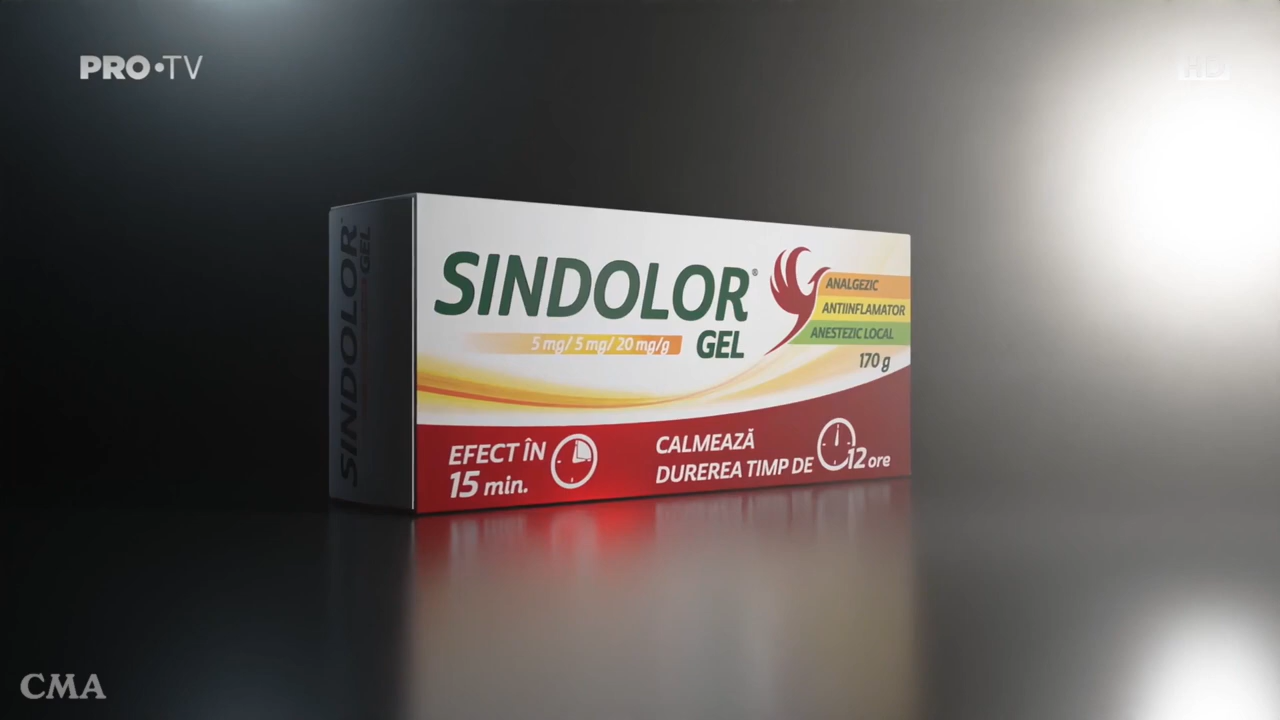 PRO•TV
HD
SINDOLOR®
GEL
5 mg/ 5 mg/ 20 mg/g
ANALGEZIC
ANTIINFLAMATOR
ANESTEZIC LOCAL
170 g
EFECT ÎN
15 min.
CALMEAZĂ
DUREREA TIMP DE 12 ore
SINDOLOR
GEL
CMA